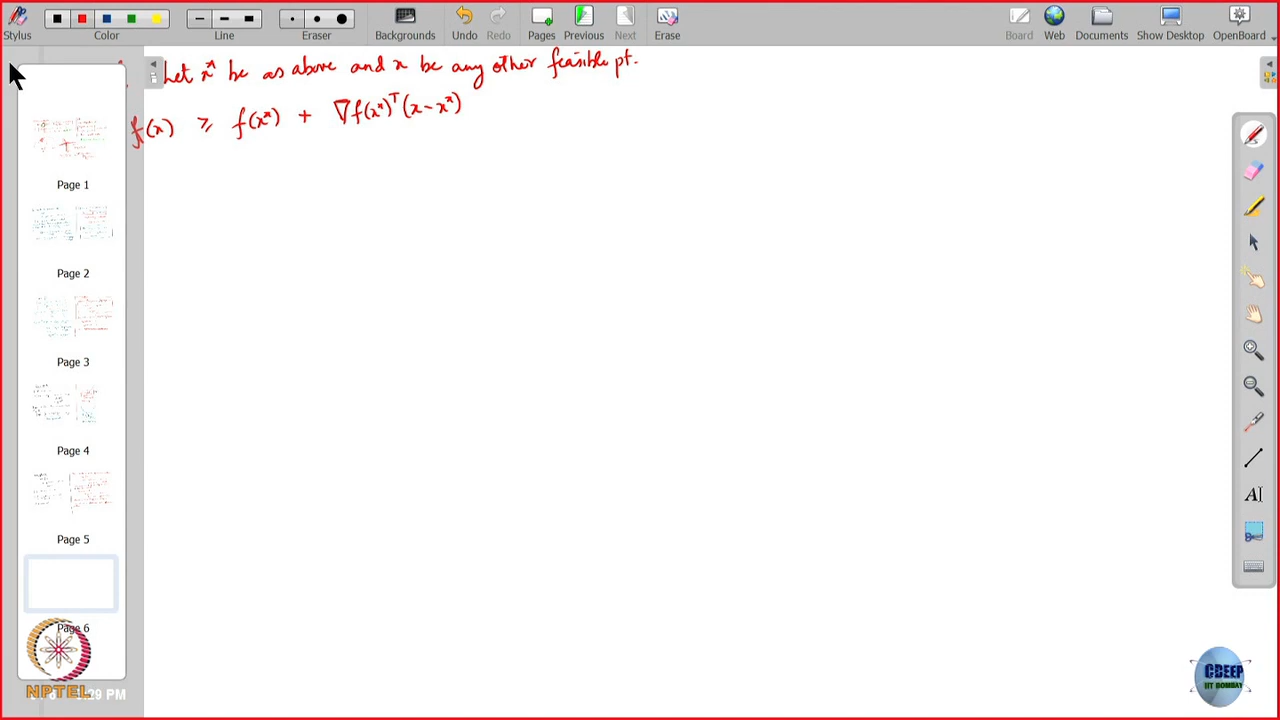 Stylus
Color
Line
Eraser
Backgrounds
Undo
Redo
Pages
Previous
Next
Erase
Board
Web
Documents
Show Desktop
OpenBoard
Let x* be as above and x be any other feasible pt.
f(x) ≥ f(x*) + ∇f(x*)ᵀ(x-x*)
Page 1
Page 2
Page 3
Page 4
Page 5
Page 6
NPTEL
:29 PM
CDEEP
IIT BOMBAY